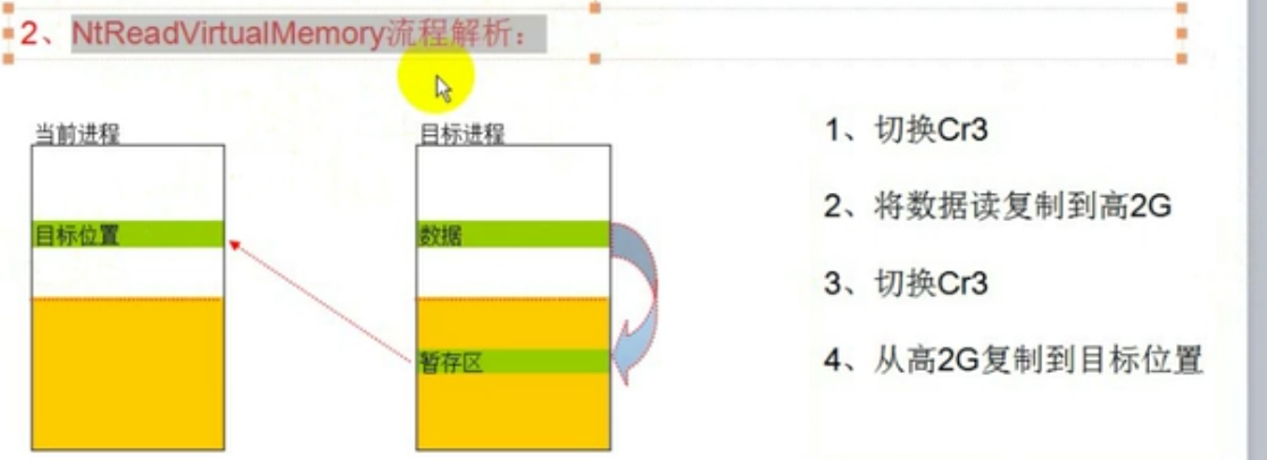 2、NtReadVirtualMemory流程解析：
当前进程
目标位置
目标进程
数据
暂存区
1、切换Cr3
2、将数据读复制到高2G
3、切换Cr3
4、从高2G复制到目标位置